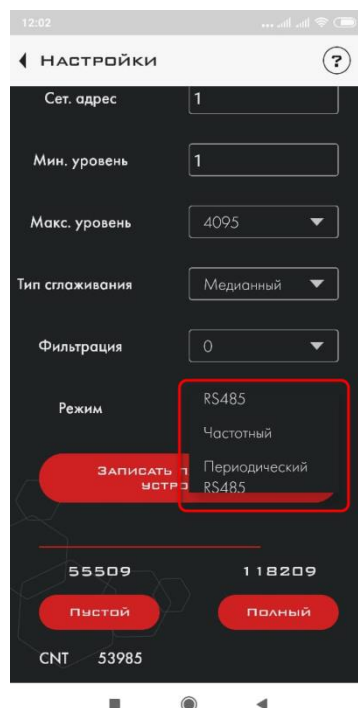 12:02
Настройки ?
Сет. адрес 1
Мин. уровень 1
Макс. уровень 4095
Тип сглаживания Медианный
Фильтрация 0
RS485
Режим
Частотный
Периодический
RS485
Записать
55509 118209
Пустой Полный
CNT 53985